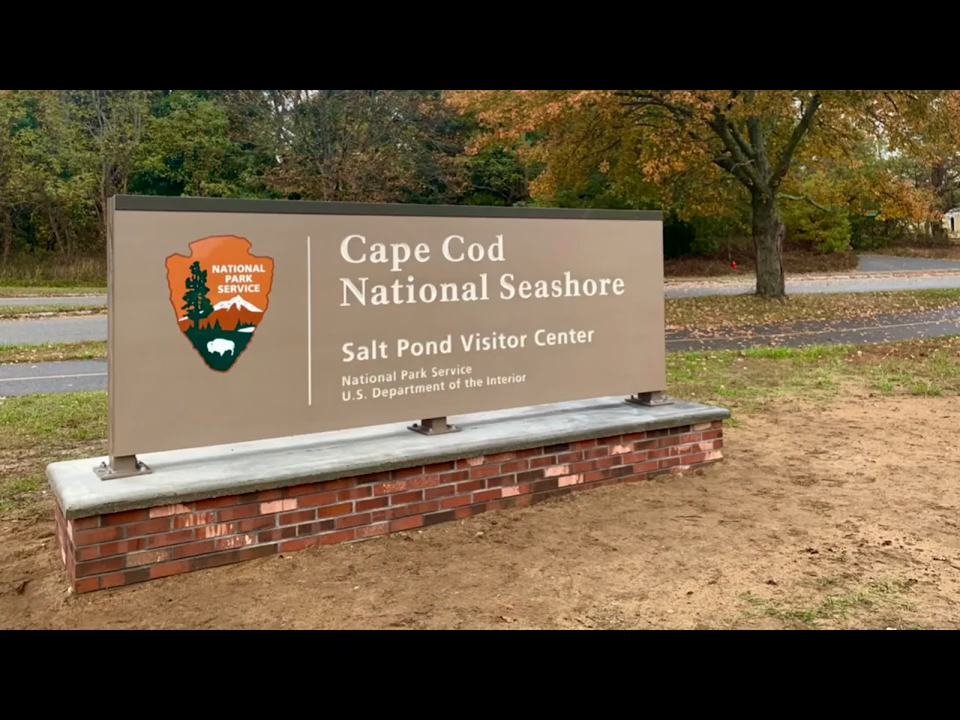 NATIONAL
PARK
SERVICE
Cape Cod
National Seashore
Salt Pond Visitor Center
National Park Service
U.S. Department of the Interior